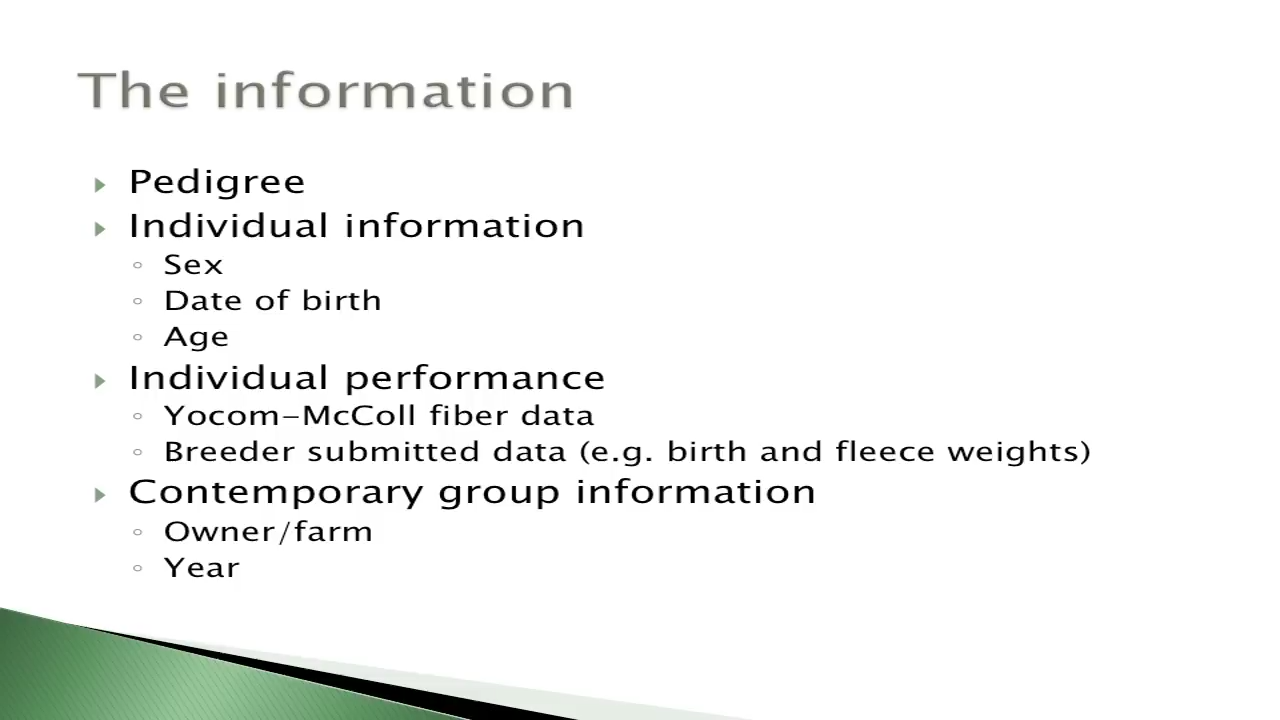 The information
Pedigree
Individual information
Sex
Date of birth
Age
Individual performance
Yocom-McColl fiber data
Breeder submitted data (e.g. birth and fleece weights)
Contemporary group information
Owner/farm
Year